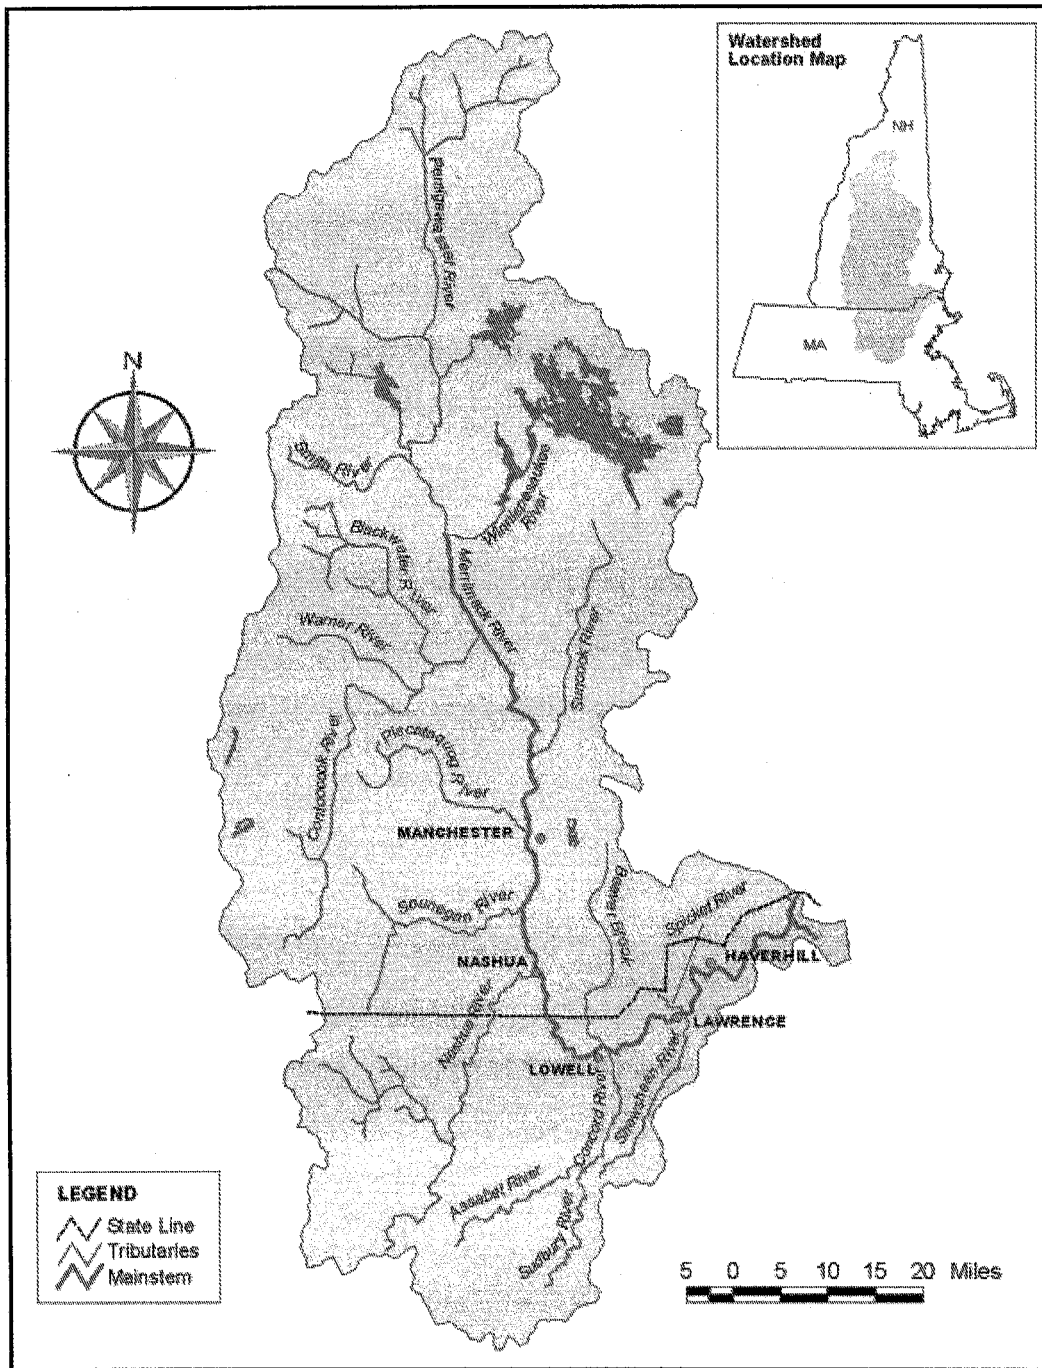 Watershed
Location Map
NH
MA
N
Pemigewasset River
Smith River
Winnipesaukee
River
Blackwater River
Merrimack River
Warner River
Suncook River
Contoocook River
Piscataquog River
MANCHESTER
Beaver Brook
Souhegan River
Spicket River
NASHUA
HAVERHILL
Nashua River
LAWRENCE
LOWELL
Concord River
Shawsheen River
Assabet River
Sudbury River
LEGEND
State Line
Tributaries
Mainstem
5 0 5 10 15 20 Miles